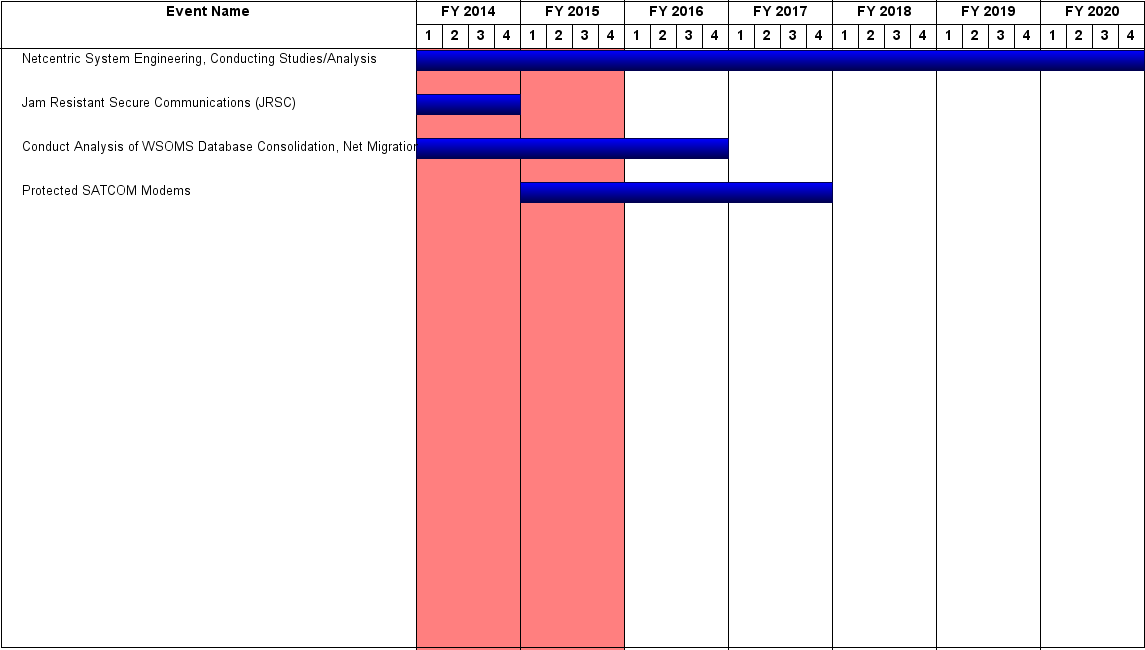 Event Name FY 2014 FY 2015 FY 2016 FY 2017 FY 2018 FY 2019 FY 2020
1 2 3 4 1 2 3 4 1 2 3 4 1 2 3 4 1 2 3 4 1 2 3 4 1 2 3 4
Netcentric System Engineering, Conducting Studies/Analysis
Jam Resistant Secure Communications (JRSC)
Conduct Analysis of WSOMS Database Consolidation, Net Migration
Protected SATCOM Modems